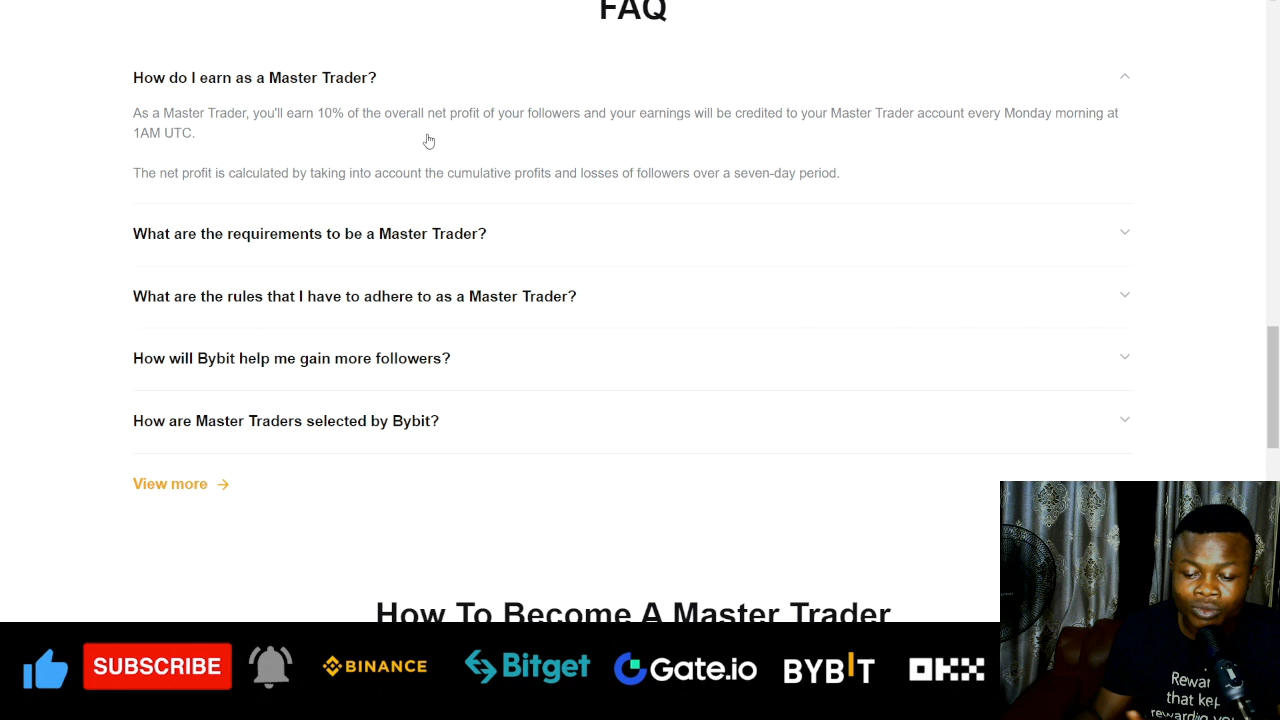 FAQ
How do I earn as a Master Trader?
As a Master Trader, you'll earn 10% of the overall net profit of your followers and your earnings will be credited to your Master Trader account every Monday morning at
1AM UTC.
The net profit is calculated by taking into account the cumulative profits and losses of followers over a seven-day period.
What are the requirements to be a Master Trader?
What are the rules that I have to adhere to as a Master Trader?
How will Bybit help me gain more followers?
How are Master Traders selected by Bybit?
View more →
How To Become A Master Trader
SUBSCRIBE
BINANCE
Bitget
Gate.io
BYBIT
OKX
that